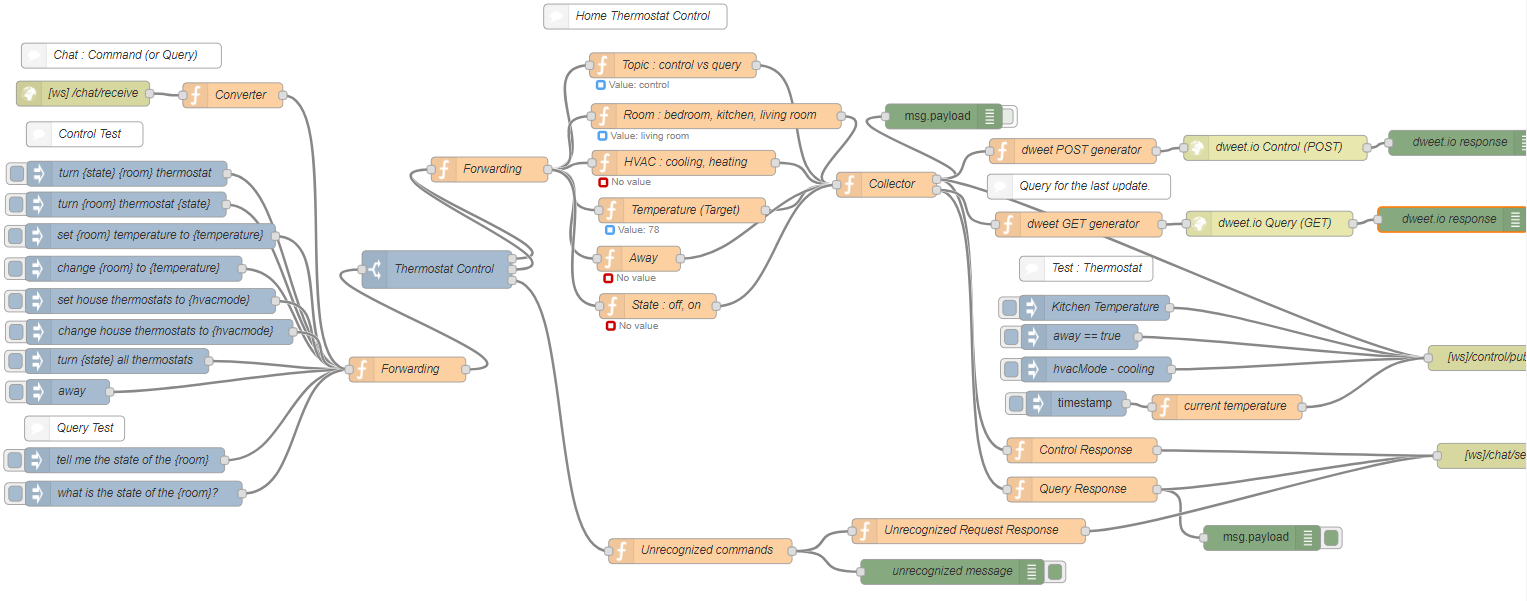 Home Thermostat Control
Chat : Command (or Query)
[ws] /chat/receive
Converter
Control Test
turn {state} {room} thermostat
turn {room} thermostat {state}
set {room} temperature to {temperature}
change {room} to {temperature}
set house thermostats to {hvacmode}
change house thermostats to {hvacmode}
turn {state} all thermostats
away
Query Test
tell me the state of the {room}
what is the state of the {room}?
Forwarding
Thermostat Control
Forwarding
Topic : control vs query
Value: control
Room : bedroom, kitchen, living room
Value: living room
HVAC : cooling, heating
No value
Temperature (Target)
Value: 78
Away
No value
State : off, on
No value
Unrecognized commands
Collector
msg.payload
dweet POST generator
dweet.io Control (POST)
dweet.io response
Query for the last update.
dweet GET generator
dweet.io Query (GET)
dweet.io response
Test : Thermostat
Kitchen Temperature
away == true
hvacMode - cooling
timestamp
current temperature
[ws]/control/pub
Control Response
Query Response
[ws]/chat/se
Unrecognized Request Response
msg.payload
unrecognized message